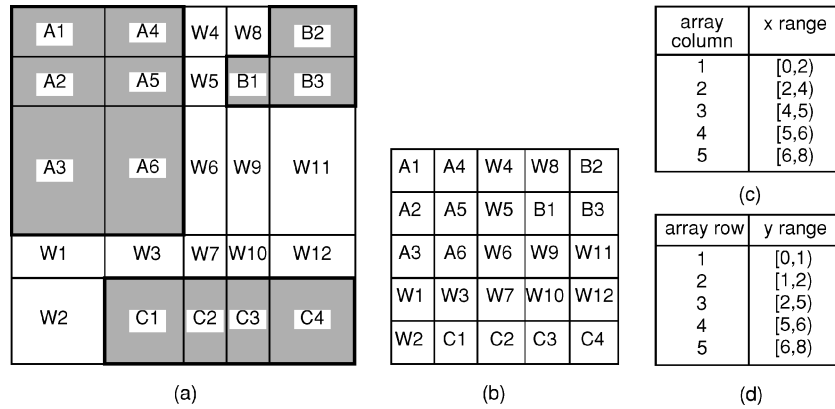 A1 A4 W4 W8 B2
A2 A5 W5 B1 B3
A3 A6 W6 W9 W11
W1 W3 W7 W10 W12
W2 C1 C2 C3 C4
(a)
A1 A4 W4 W8 B2
A2 A5 W5 B1 B3
A3 A6 W6 W9 W11
W1 W3 W7 W10 W12
W2 C1 C2 C3 C4
(b)
array column x range
1 [0,2)
2 [2,4)
3 [4,5)
4 [5,6)
5 [6,8)
(c)
array row y range
1 [0,1)
2 [1,2)
3 [2,5)
4 [5,6)
5 [6,8)
(d)